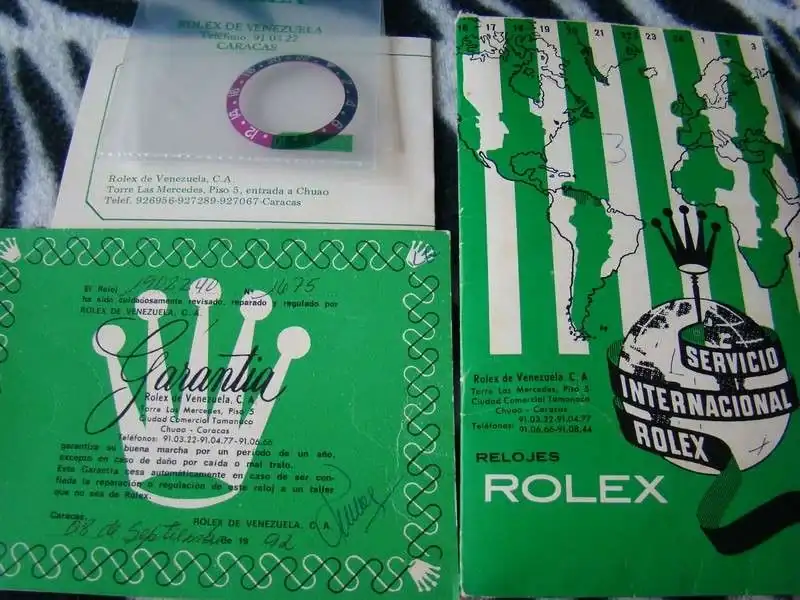 ROLEX DE VENEZUELA
Teléfono: 91 03 22
CARACAS
Rolex de Venezuela, C.A.
Torre Las Mercedes, Piso 5, entrada a Chuao
Telef. 926956-927289-927067-Caracas
El Reloj 1902240 N° 1675
ha sido cuidadosamente revisado, reparado y regulado por
ROLEX DE VENEZUELA, C. A.
Garantia
Rolex de Venezuela, C. A.
Torre Las Mercedes, Piso 5
Ciudad Comercial Tamanaco
Chuao - Caracas
Teléfonos: 91.03.22-91.04.77-91.06.66
garantiza su buena marcha por un período de un año,
excepto en caso de daño por caída o mal trato.
Esta Garantía cesa automáticamente en caso de ser con-
fiada la reparación o regulación de este reloj a un taller
que no sea de Rolex.
ROLEX DE VENEZUELA, C. A.
Caracas, 08 de Septiembre de 19 92
16 17 18 19 20 21 22 23 24 1 2 3
3
SERVICIO
INTERNACIONAL
ROLEX
Rolex de Venezuela, C. A.
Torre Las Mercedes, Piso 5
Ciudad Comercial Tamanaco
Chuao - Caracas
Teléfonos: 91.03.22-91.04.77
91.06.66-91.08.44
RELOJES
ROLEX